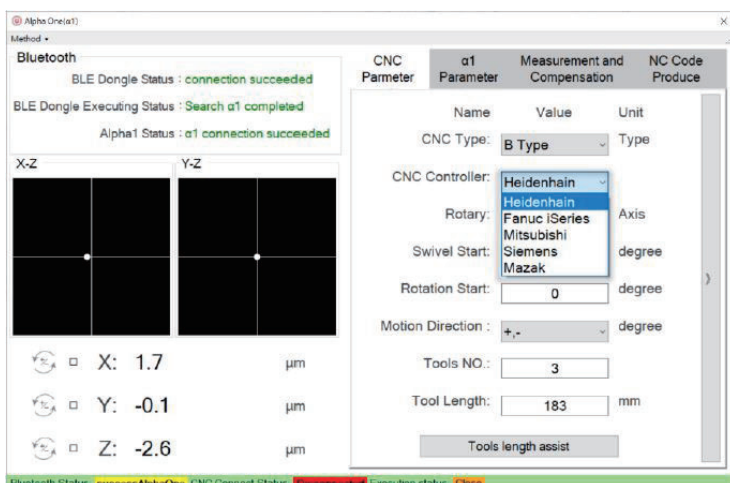 Alpha One(α1)
Method
Bluetooth
BLE Dongle Status : connection succeeded
BLE Dongle Executing Status : Search α1 completed
Alpha1 Status : α1 connection succeeded
X-Z
Y-Z
X: 1.7 μm
Y: -0.1 μm
Z: -2.6 μm
CNC Parmeter
α1 Parameter
Measurement and Compensation
NC Code Produce
Name Value Unit
CNC Type: B Type Type
CNC Controller: Heidenhain
Heidenhain
Fanuc iSeries
Mitsubishi
Siemens
Mazak
Rotary: Axis
Swivel Start: degree
Rotation Start: 0 degree
Motion Direction : +,- degree
Tools NO.: 3
Tool Length: 183 mm
Tools length assist
Bluetooth Status CNC Connect Status Execution status Close